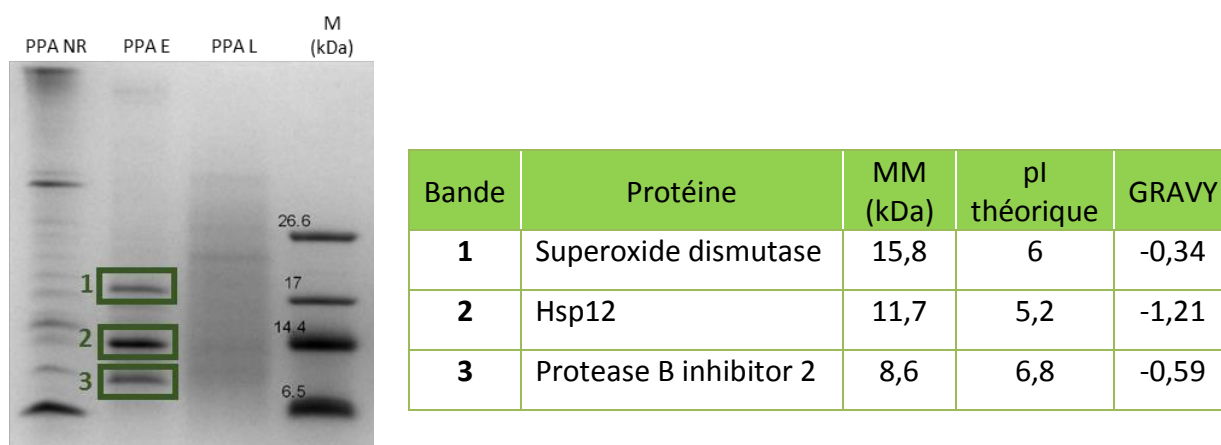 PPA NR PPA E PPA L M (kDa)
26.6
1
17
14.4
2
3
6.5
Bande Protéine MM (kDa) pI théorique GRAVY
1 Superoxide dismutase 15,8 6 -0,34
2 Hsp12 11,7 5,2 -1,21
3 Protease B inhibitor 2 8,6 6,8 -0,59